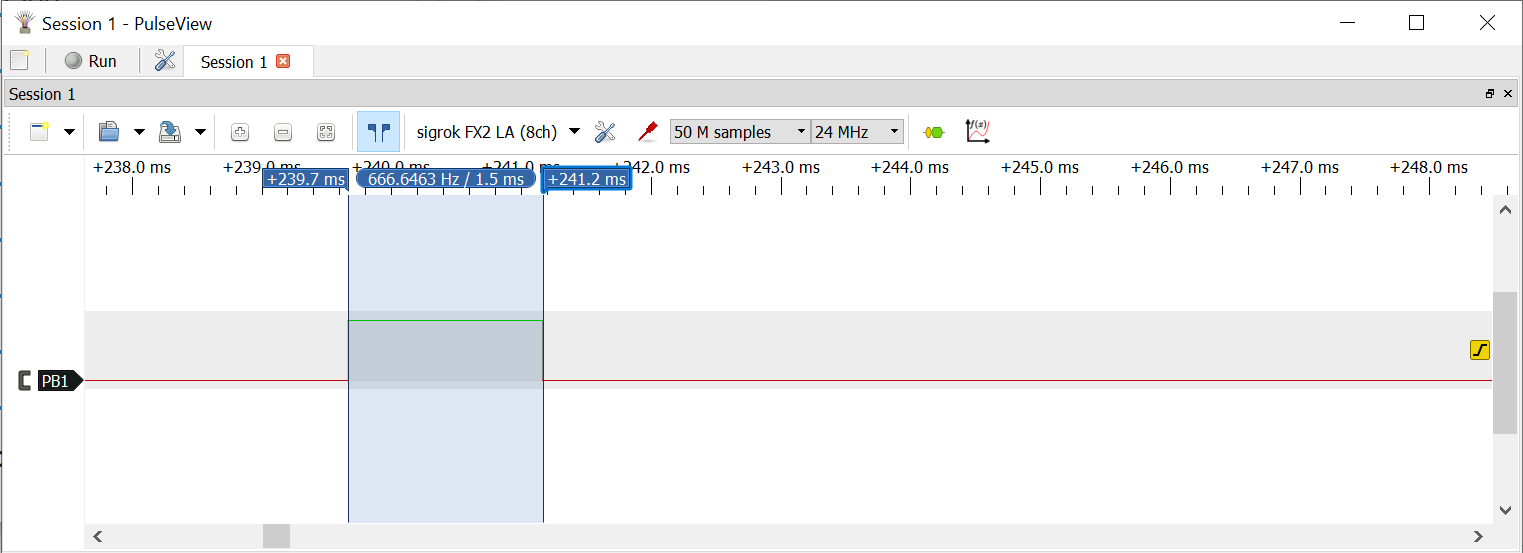 Session 1 - PulseView
Run
Session 1
Session 1
sigrok FX2 LA (8ch)
50 M samples
24 MHz
f(x)
+238.0 ms +239.0 ms +240.0 ms +241.0 ms +242.0 ms +243.0 ms +244.0 ms +245.0 ms +246.0 ms +247.0 ms +248.0 ms
+239.7 ms 666.6463 Hz / 1.5 ms +241.2 ms
PB1